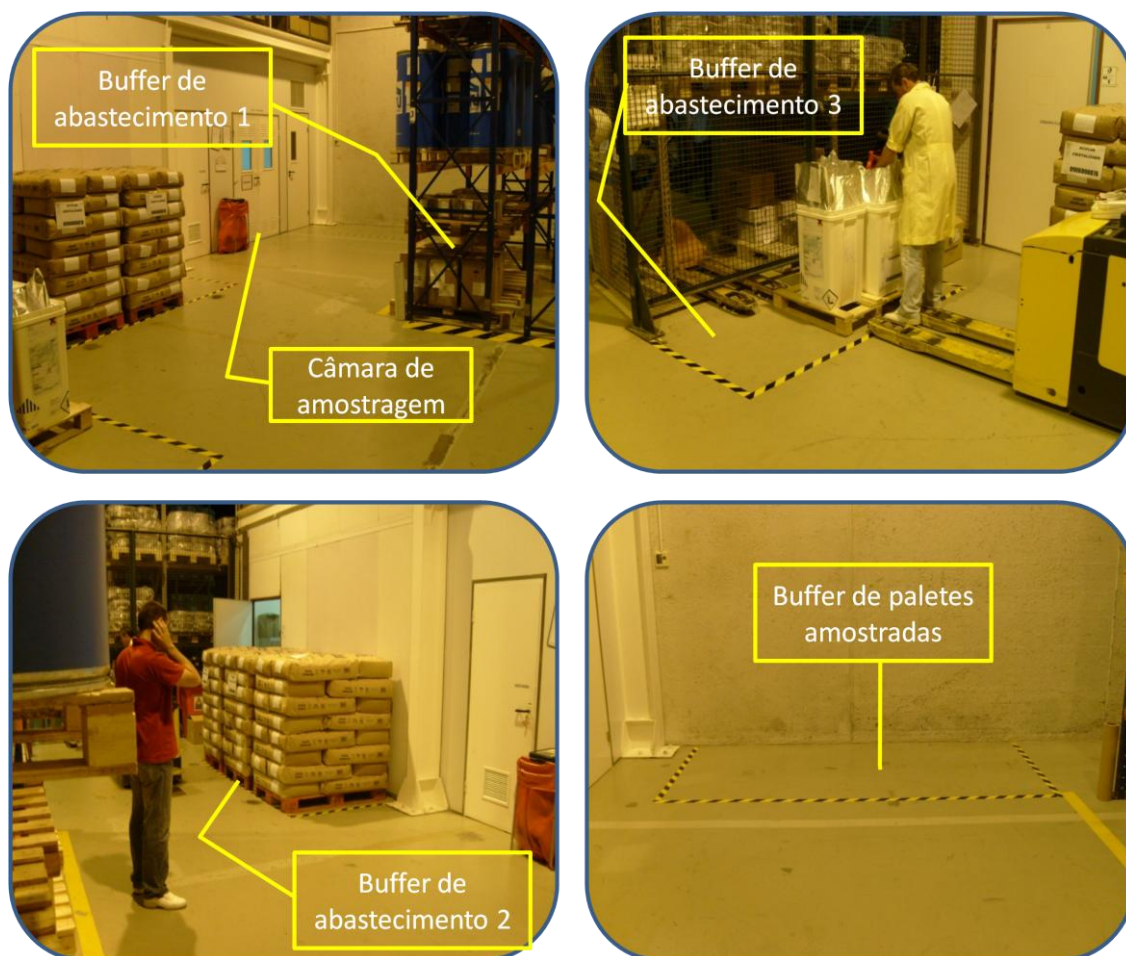 Buffer de
abastecimento 1
Câmara de
amostragem
Buffer de
abastecimento 3
Buffer de
abastecimento 2
Buffer de paletes
amostradas